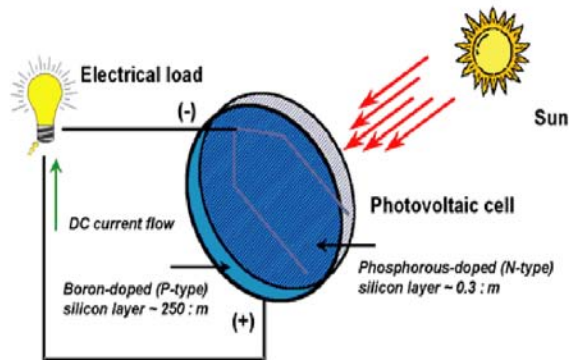 Electrical load
(-)
Sun
DC current flow
Photovoltaic cell
Boron-doped (P-type)
silicon layer ~ 250 : m
(+)
Phosphorous-doped (N-type)
silicon layer ~ 0.3 : m